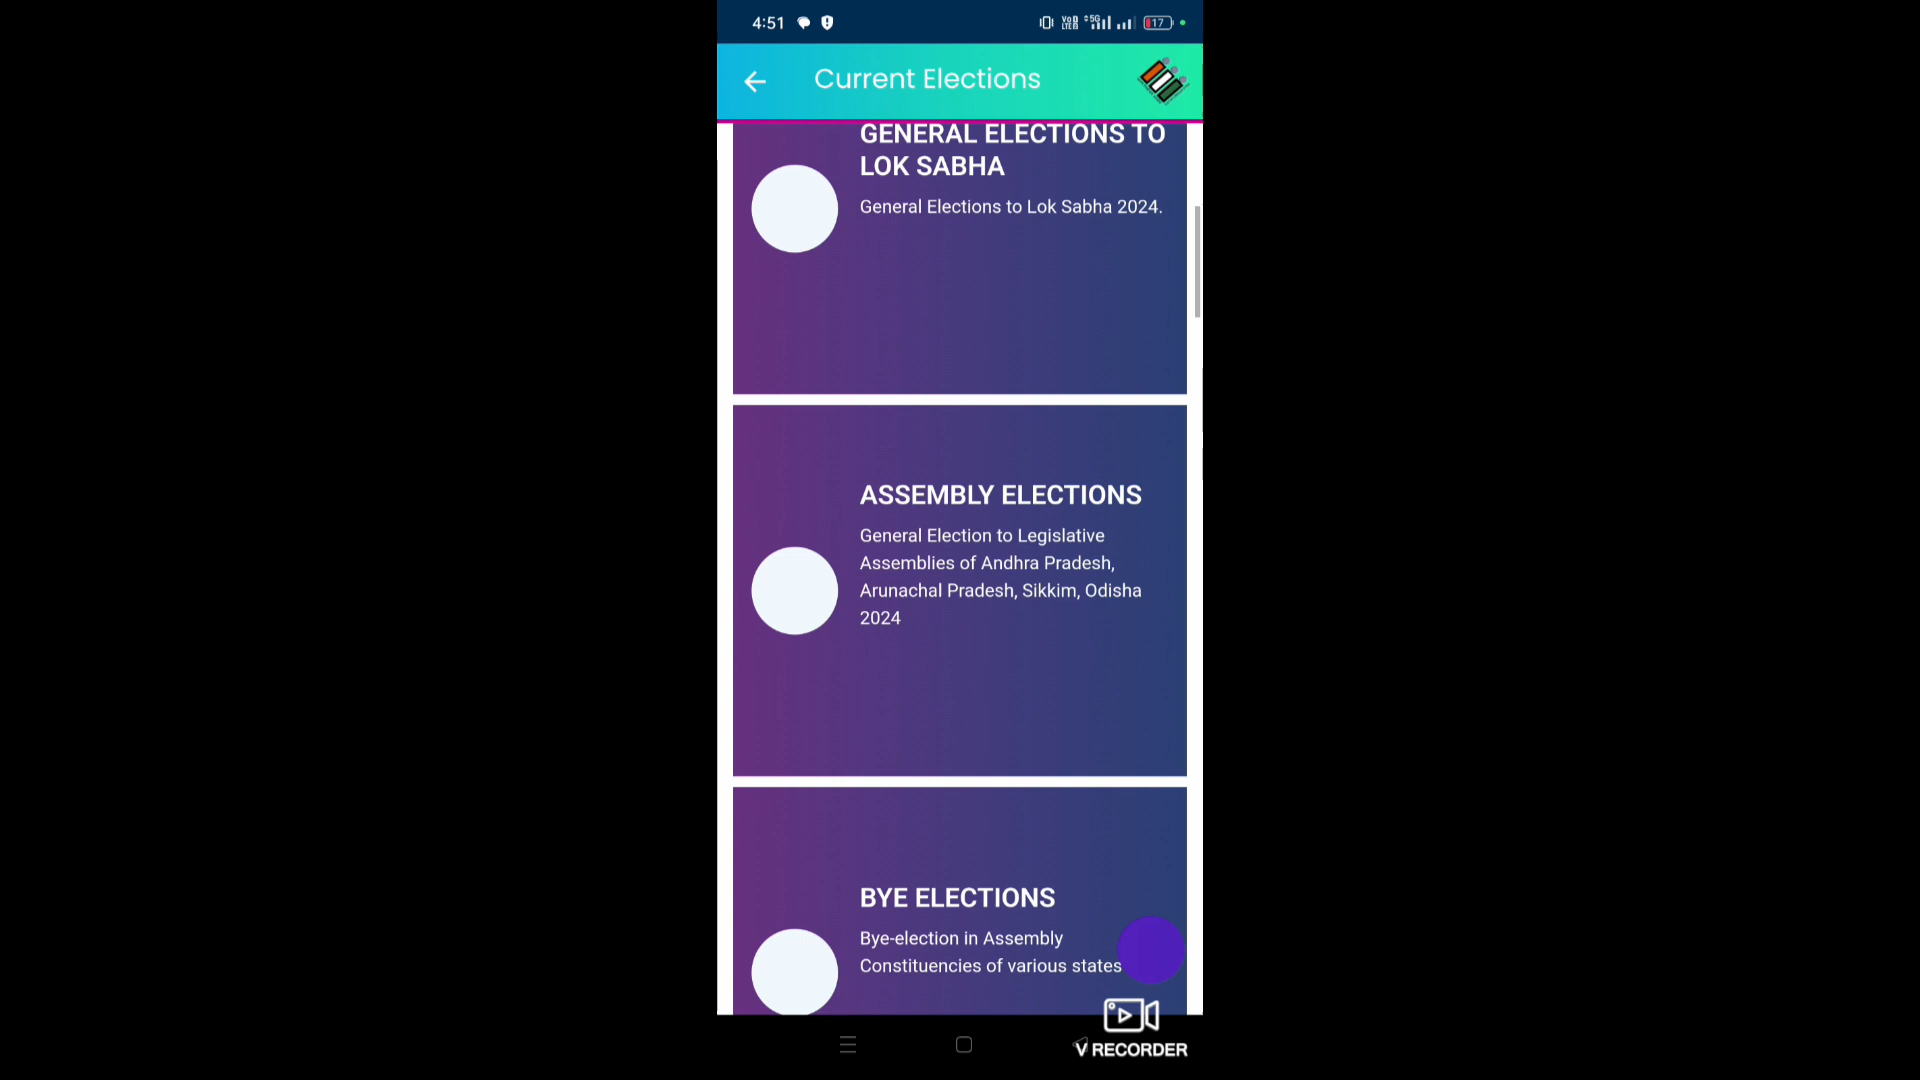 4:51
5G
17
Current Elections
GENERAL ELECTIONS TO
LOK SABHA
General Elections to Lok Sabha 2024.
ASSEMBLY ELECTIONS
General Election to Legislative
Assemblies of Andhra Pradesh,
Arunachal Pradesh, Sikkim, Odisha
2024
BYE ELECTIONS
Bye-election in Assembly
Constituencies of various states
V RECORDER